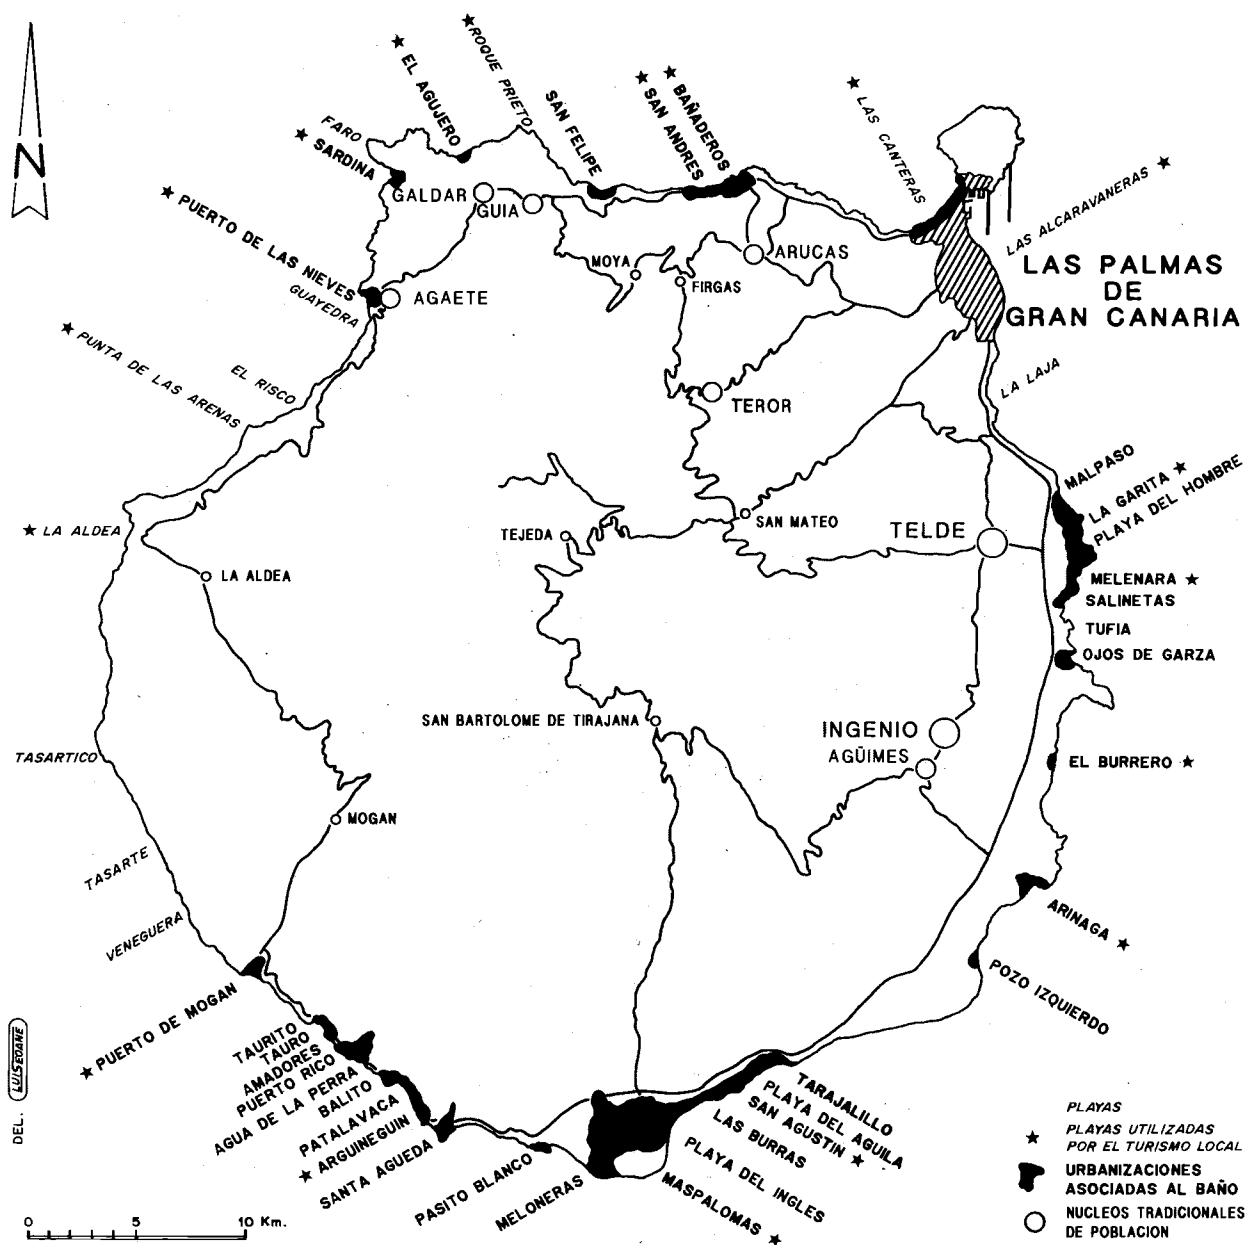 N
ROQUE PRIETO
EL AGUJERO
FARO
SARDINA
SAN FELIPE
SAN ANDRES
BAÑADEROS
LAS CANTERAS
LAS ALCARAVANERAS
PUERTO DE LAS NIEVES
GALDAR
GUIA
GUAYEDRA
AGAETE
MOYA
FIRGAS
ARUCAS
LAS PALMAS
DE
GRAN CANARIA
PUNTA DE LAS ARENAS
EL RISCO
TEROR
LA LAJA
MALPASO
LA GARITA
PLAYA DEL HOMBRE
LA ALDEA
LA ALDEA
TEJEDA
SAN MATEO
TELDE
MELENARA
SALINETAS
TUFIA
OJOS DE GARZA
SAN BARTOLOME DE TIRAJANA
INGENIO
AGÜIMES
EL BURRERO
TASARTICO
MOGAN
TASARTE
VENEGUERA
ARINAGA
POZO IZQUIERDO
PUERTO DE MOGAN
TAURITO
TAURO
AMADORES
PUERTO RICO
AGUA DE LA PERRA
BALITO
PATALAVACA
ARGUINEGUIN
SANTA AGUEDA
PASITO BLANCO
MELONERAS
MASPALOMAS
PLAYA DEL INGLES
LAS BURRAS
SAN AGUSTIN
PLAYA DEL AGUILA
TARAJALILLO
DEL. LUIS SEOANE
0 5 10 Km.
PLAYAS
PLAYAS UTILIZADAS
POR EL TURISMO LOCAL
URBANIZACIONES
ASOCIADAS AL BAÑO
NUCLEOS TRADICIONALES
DE POBLACION